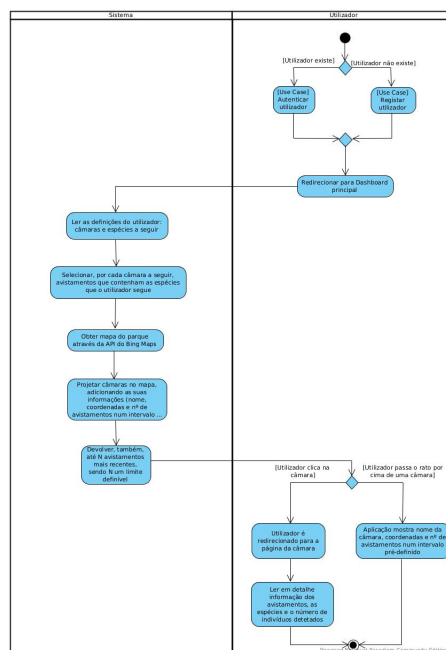 Sistema
Utilizador
[Utilizador existe]
[Utilizador não existe]
[Use Case]
Autenticar
utilizador
[Use Case]
Registar
utilizador
Redirecionar para Dashboard
principal
Ler as definições do utilizador:
câmaras e espécies a seguir
Selecionar, por cada câmara a seguir,
avistamentos que contenham as espécies
que o utilizador segue
Obter mapa do parque
através da API do Bing Maps
Projetar câmaras no mapa,
adicionando as suas
informações (nome,
coordenadas e nº de
avistamentos num intervalo ...
Devolver, também,
até N avistamentos
mais recentes,
sendo N um limite
definível
[Utilizador clica na
câmara]
[Utilizador passa o rato por
cima de uma câmara]
Utilizador é
redirecionado para a
página da câmara
Aplicação mostra nome da
câmara, coordenadas e nº de
avistamentos num intervalo
pré-definido
Ler em detalhe
informação dos
avistamentos, as
espécies e o número de
indivíduos detetados